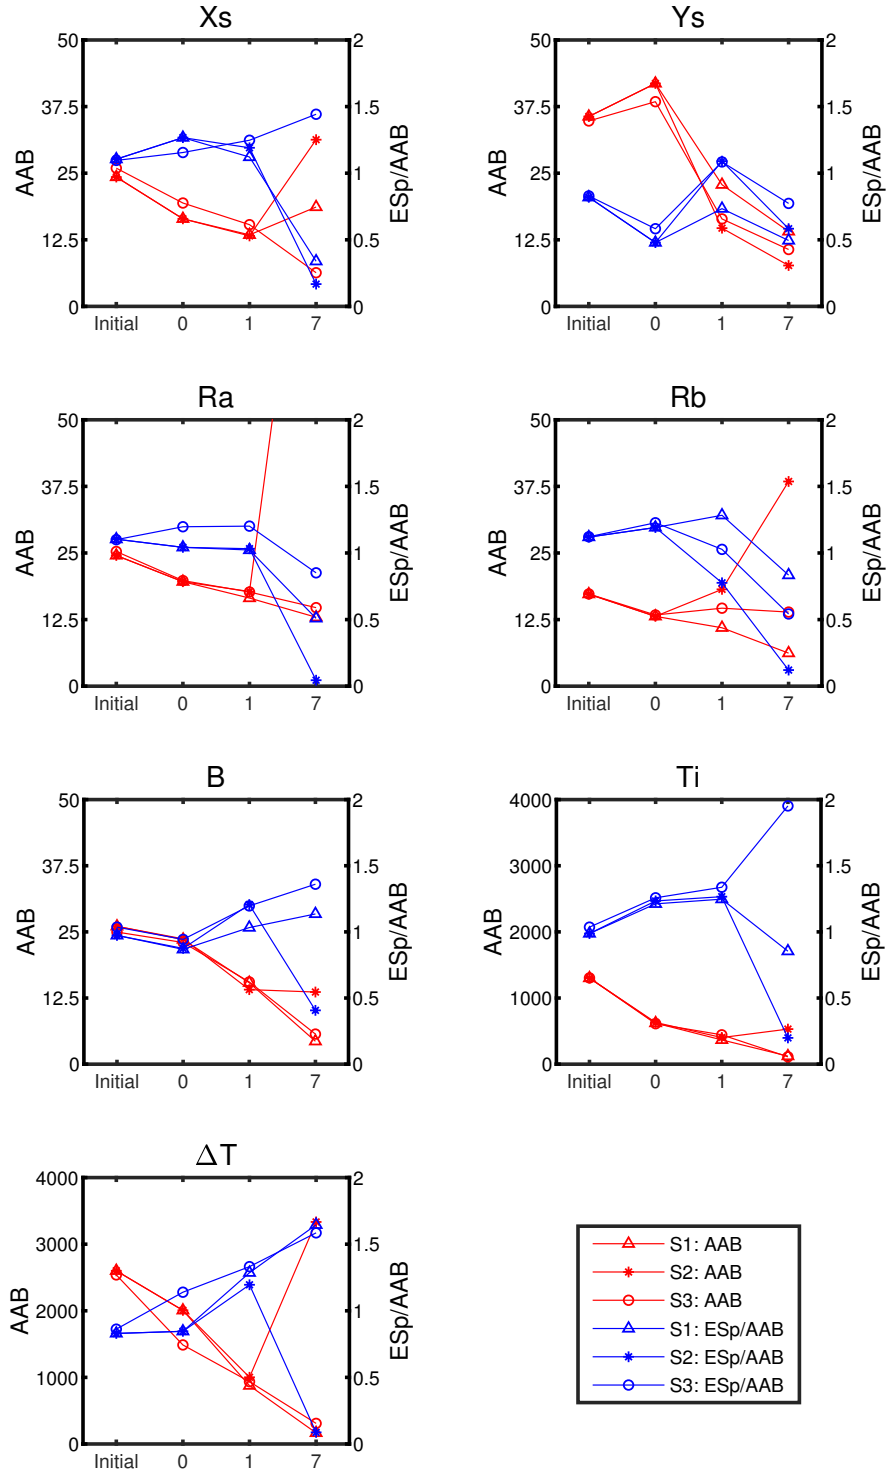 Xs
50
37.5
25
12.5
0
AAB
2
1.5
1
0.5
0
ESp/AAB
Initial 0 1 7
Ys
50
37.5
25
12.5
0
AAB
2
1.5
1
0.5
0
ESp/AAB
Initial 0 1 7
Ra
50
37.5
25
12.5
0
AAB
2
1.5
1
0.5
0
ESp/AAB
Initial 0 1 7
Rb
50
37.5
25
12.5
0
AAB
2
1.5
1
0.5
0
ESp/AAB
Initial 0 1 7
B
50
37.5
25
12.5
0
AAB
2
1.5
1
0.5
0
ESp/AAB
Initial 0 1 7
Ti
4000
3000
2000
1000
0
AAB
2
1.5
1
0.5
0
ESp/AAB
Initial 0 1 7
ΔT
4000
3000
2000
1000
0
AAB
2
1.5
1
0.5
0
ESp/AAB
Initial 0 1 7
S1: AAB
S2: AAB
S3: AAB
S1: ESp/AAB
S2: ESp/AAB
S3: ESp/AAB